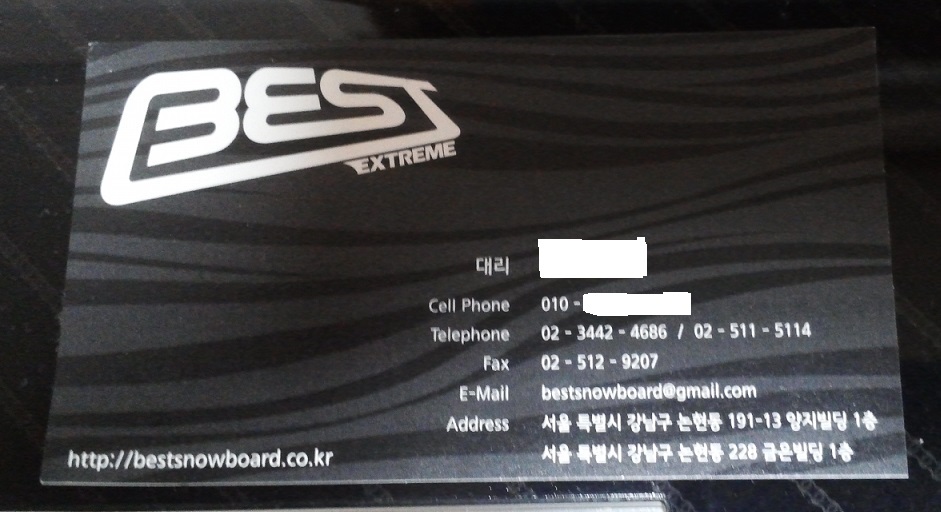 BEST
EXTREME
대리
Cell Phone 010 -
Telephone 02 - 3442 - 4686 / 02 - 511 - 5114
Fax 02 - 512 - 9207
E-Mail bestsnowboard@gmail.com
Address 서울 특별시 강남구 논현동 191-13 양지빌딩 1층
서울 특별시 강남구 논현동 228 금은빌딩 1층
http://bestsnowboard.co.kr